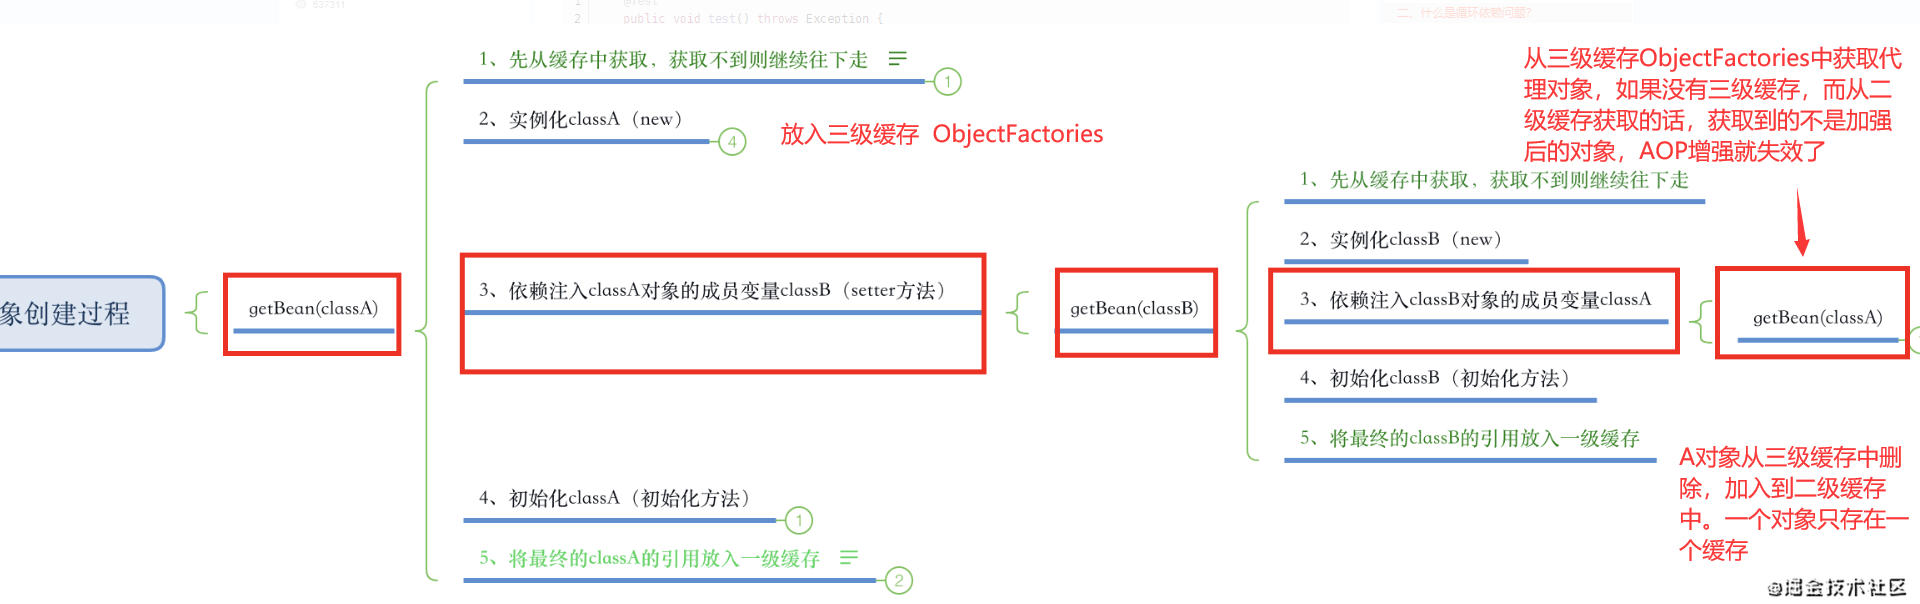 637311
@Test
1
2
public void test() throws Exception {
二、什么是循环依赖问题?
象创建过程
getBean(classA)
1、先从缓存中获取，获取不到则继续往下走
1
2、实例化classA（new）
4
放入三级缓存 ObjectFactories
3、依赖注入classA对象的成员变量classB（setter方法）
4、初始化classA（初始化方法）
1
5、将最终的classA的引用放入一级缓存
2
getBean(classB)
1、先从缓存中获取，获取不到则继续往下走
2、实例化classB（new）
3、依赖注入classB对象的成员变量classA
4、初始化classB（初始化方法）
5、将最终的classB的引用放入一级缓存
从三级缓存ObjectFactories中获取代
理对象，如果没有三级缓存，而从二
级缓存获取的话，获取到的不是加强
后的对象，AOP增强就失效了
getBean(classA)
A对象从三级缓存中删
除，加入到二级缓存
中。一个对象只存在一
个缓存
@掘金技术社区